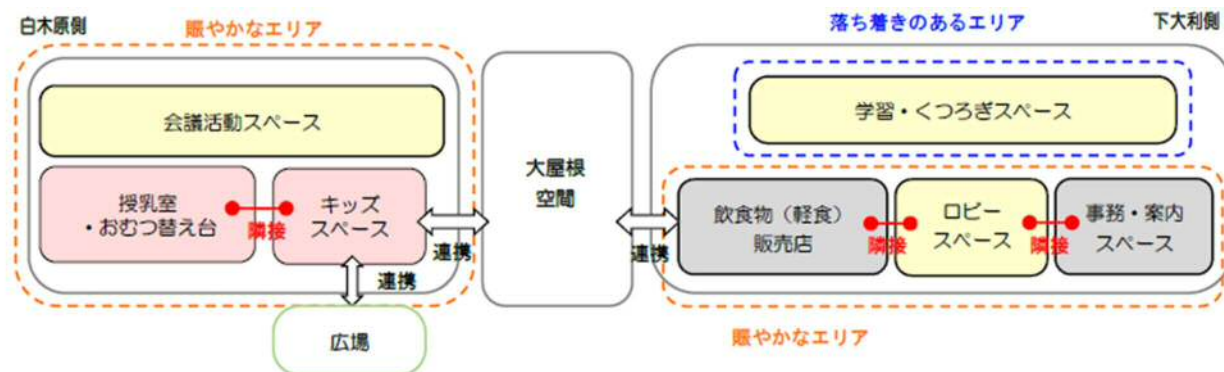 白木原側
賑やかなエリア
会議活動スペース
授乳室
・おむつ替え台
隣接
キッズ
スペース
連携
連携
広場
大屋根
空間
落ち着きのあるエリア
下大利側
学習・くつろぎスペース
連携
飲食物（軽食）
販売店
隣接
ロビー
スペース
隣接
事務・案内
スペース
賑やかなエリア